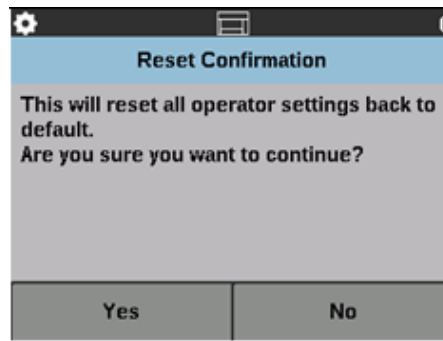 Reset Confirmation
This will reset all operator settings back to
default.
Are you sure you want to continue?
Yes
No